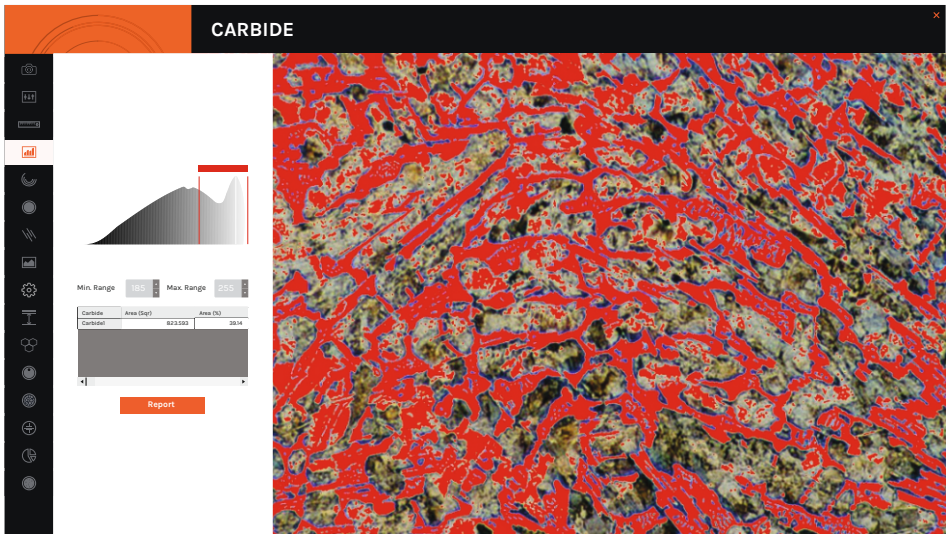 CARBIDE
Min. Range 185 Max. Range 255
Carbide Area (Sqr) Area (%)
Carbide1 823.593 39.14
Report